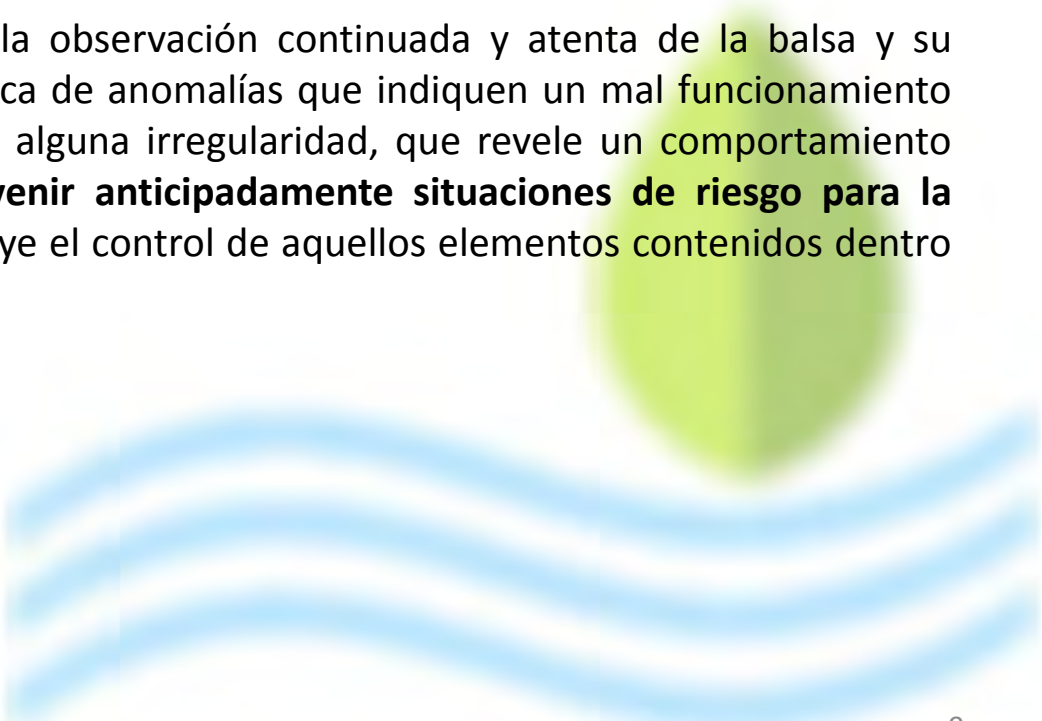 la observación continuada y atenta de la balsa y su
ca de anomalías que indiquen un mal funcionamiento
alguna irregularidad, que revele un comportamiento
venir anticipadamente situaciones de riesgo para la
ye el control de aquellos elementos contenidos dentro